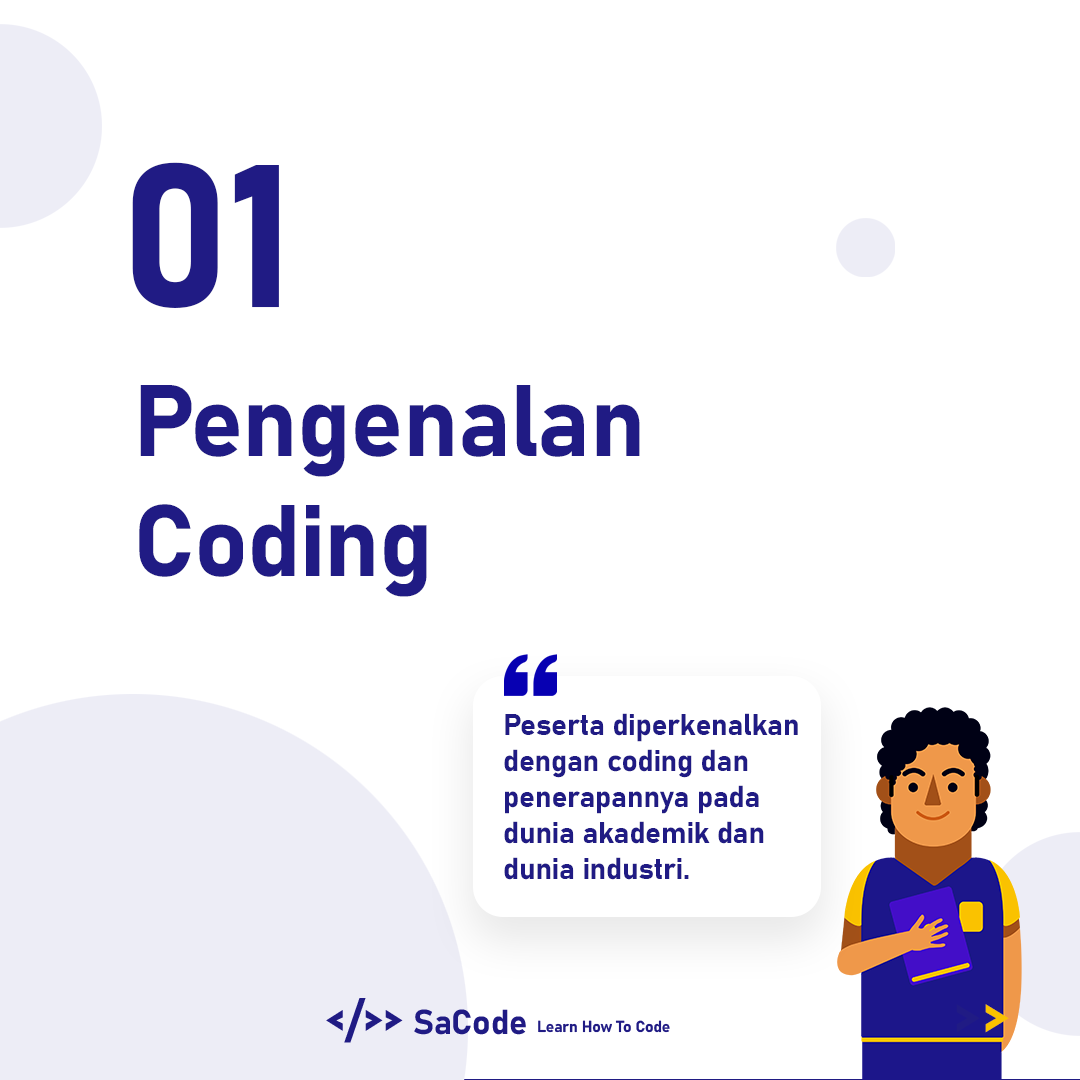 01
Pengenalan
Coding
Peserta diperkenalkan
dengan coding dan
penerapannya pada
dunia akademik dan
dunia industri.
</>> SaCode Learn How To Code